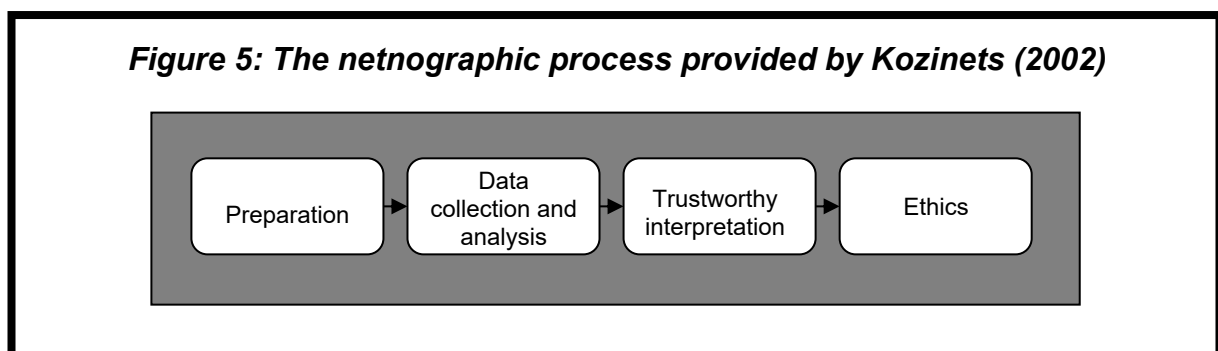 Figure 5: The netnographic process provided by Kozinets (2002)
Preparation
Data
collection and
analysis
Trustworthy
interpretation
Ethics